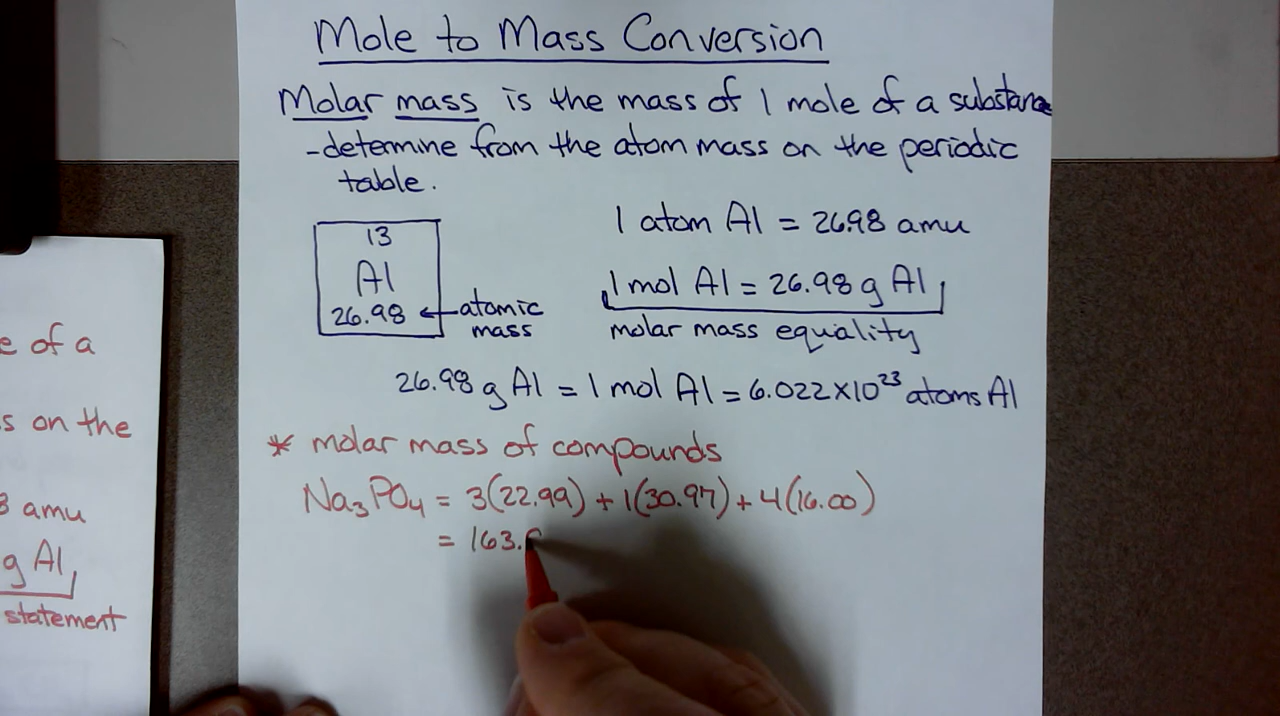 Mole to Mass Conversion
Molar mass is the mass of 1 mole of a substance
-determine from the atom mass on the periodic
table.
13
Al
26.98 ← atomic
mass
1 atom Al = 26.98 amu
1 mol Al = 26.98 g Al
molar mass equality
26.98 g Al = 1 mol Al = 6.022×10²³ atoms Al
* molar mass of compounds
Na₃PO₄ = 3(22.99) + 1(30.97) + 4(16.00)
= 163.
e of a
s on the
8 amu
g Al
statement